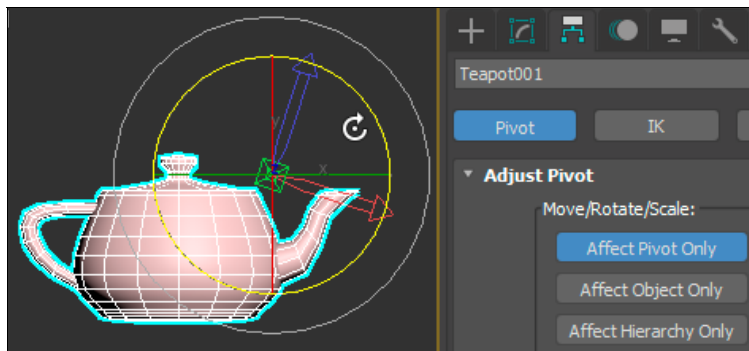 Teapot001
Pivot
IK
Adjust Pivot
Move/Rotate/Scale:
Affect Pivot Only
Affect Object Only
Affect Hierarchy Only
y
x